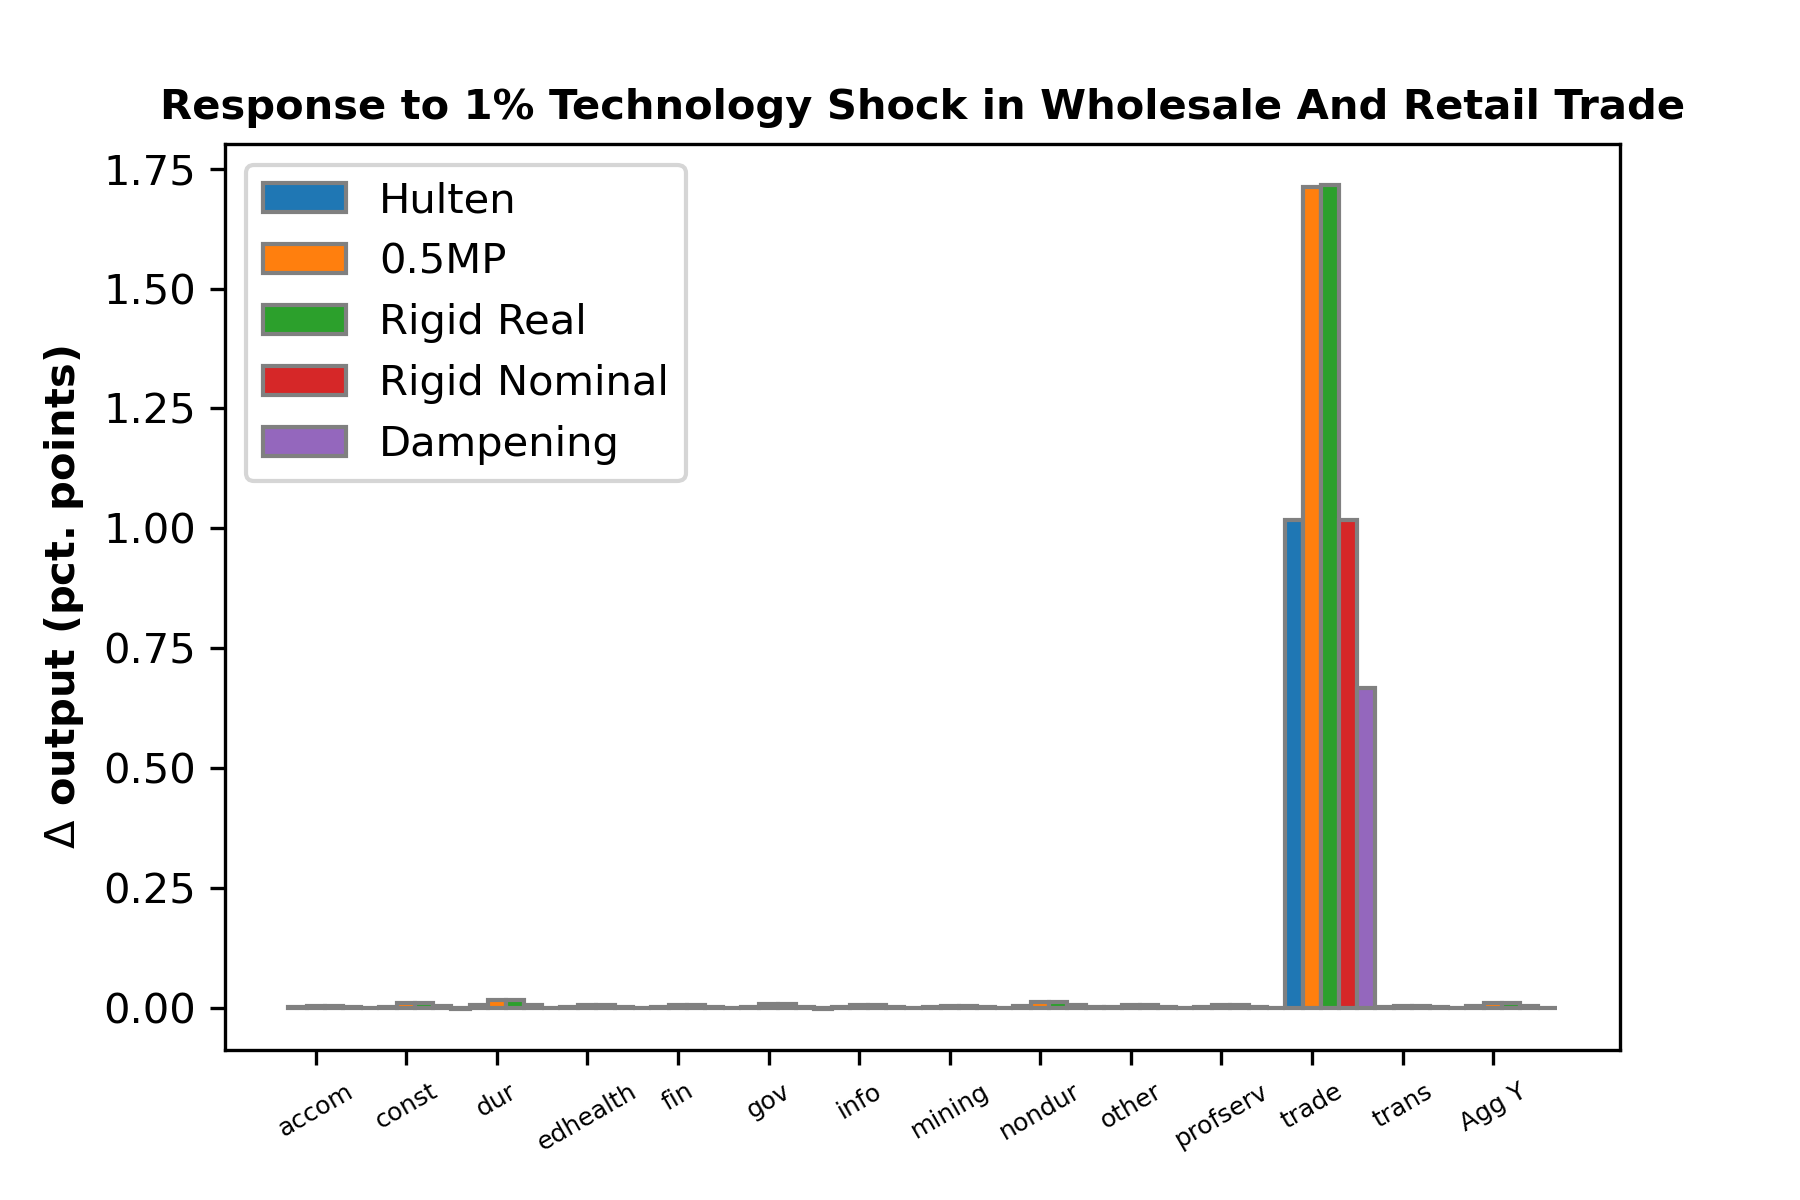 Response to 1% Technology Shock in Wholesale And Retail Trade
Δ output (pct. points)
1.75
1.50
1.25
1.00
0.75
0.50
0.25
0.00
Hulten
0.5MP
Rigid Real
Rigid Nominal
Dampening
accom const dur edhealth fin gov info mining nondur other profserv trade trans Agg Y